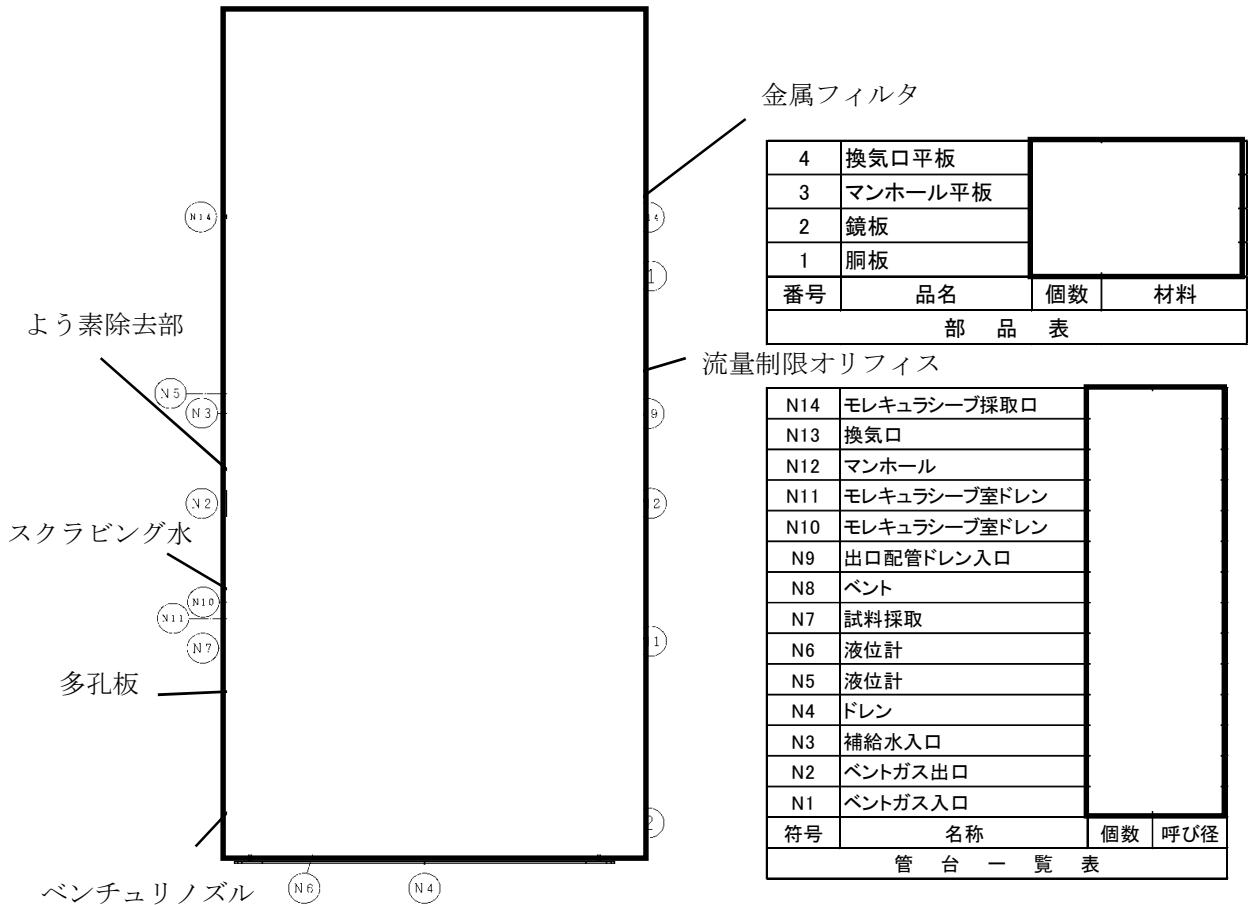 金属フィルタ
N14
よう素除去部
N5
N3
N2
スクラビング水
N10
N11
N7
多孔板
ベンチュリノズル
N6
N4
流量制限オリフィス
4 換気口平板
3 マンホール平板
2 鏡板
1 胴板
番号 品名 個数 材料
部品表
N14 モレキュラシーブ採取口
N13 換気口
N12 マンホール
N11 モレキュラシーブ室ドレン
N10 モレキュラシーブ室ドレン
N9 出口配管ドレン入口
N8 ベント
N7 試料採取
N6 液位計
N5 液位計
N4 ドレン
N3 補給水入口
N2 ベントガス出口
N1 ベントガス入口
符号 名称 個数 呼び径
管台一覧表